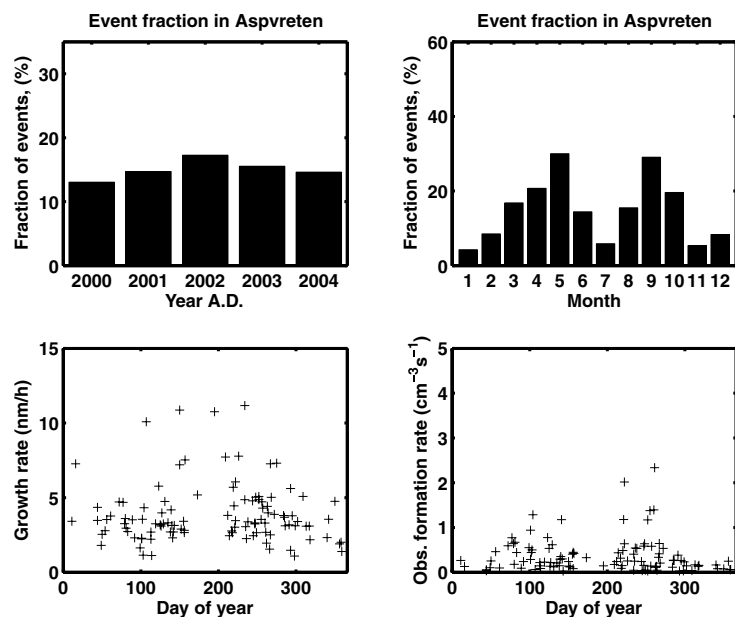 Event fraction in Aspvreten
Fraction of events, (%)
30
20
10
0
2000 2001 2002 2003 2004
Year A.D.
Event fraction in Aspvreten
Fraction of events, (%)
60
40
20
0
1 2 3 4 5 6 7 8 9 10 11 12
Month
Growth rate (nm/h)
15
10
5
0
0 100 200 300
Day of year
Obs. formation rate (cm−3s−1)
5
4
3
2
1
0
0 100 200 300
Day of year